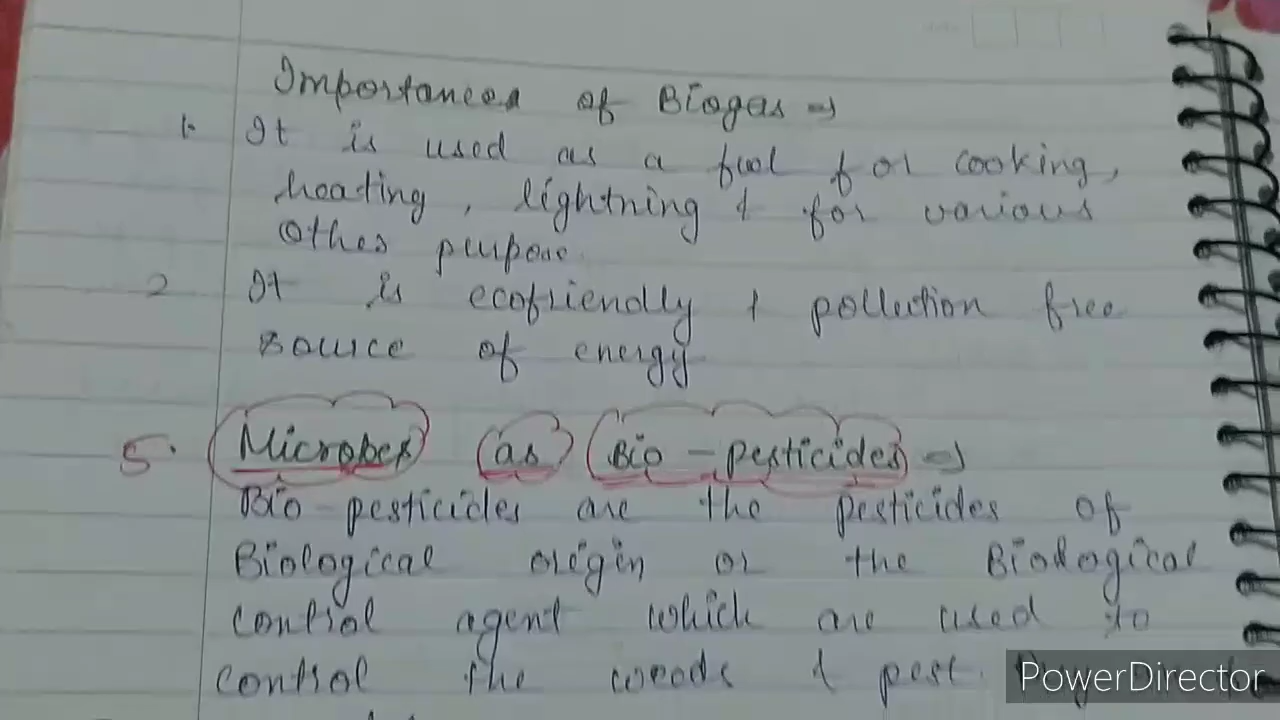 Importances of Biogas ⇒
1. It is used as a fuel for cooking,
heating, lightning & for various
other purpose.
2 It is ecofriendly & pollution free
source of energy
5. Microbes as Bio-pesticides ⇒
Bio-pesticides are the pesticides of
Biological origin or the Biological
control agent which are used to
control the weeds & pest.
PowerDirector